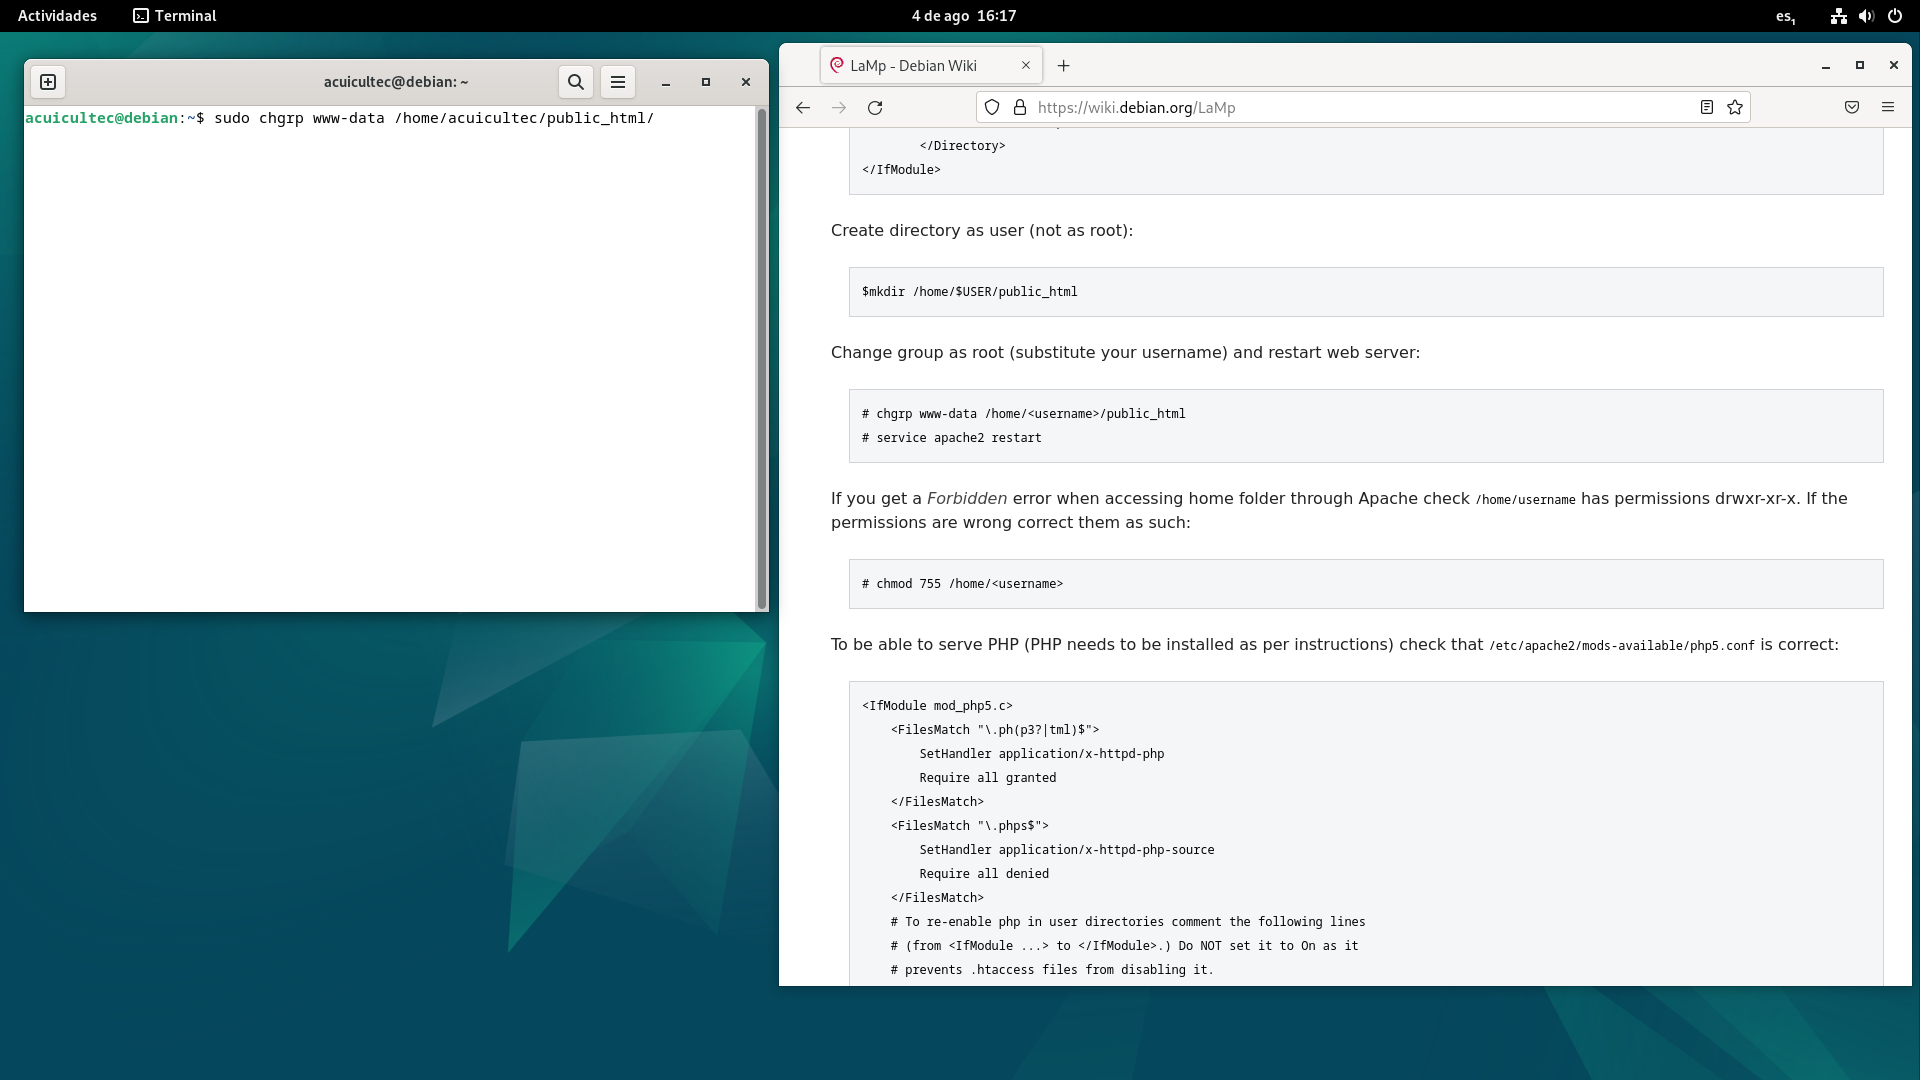 Actividades
Terminal
4 de ago 16:17
es₁
acuicultec@debian: ~
acuicultec@debian:~$ sudo chgrp www-data /home/acuicultec/public_html/
LaMp - Debian Wiki
https://wiki.debian.org/LaMp
</Directory>
</IfModule>
Create directory as user (not as root):
$mkdir /home/$USER/public_html
Change group as root (substitute your username) and restart web server:
# chgrp www-data /home/<username>/public_html
# service apache2 restart
If you get a Forbidden error when accessing home folder through Apache check /home/username has permissions drwxr-xr-x. If the
permissions are wrong correct them as such:
# chmod 755 /home/<username>
To be able to serve PHP (PHP needs to be installed as per instructions) check that /etc/apache2/mods-available/php5.conf is correct:
<IfModule mod_php5.c>
    <FilesMatch "\.ph(p3?|tml)$">
        SetHandler application/x-httpd-php
        Require all granted
    </FilesMatch>
    <FilesMatch "\.phps$">
        SetHandler application/x-httpd-php-source
        Require all denied
    </FilesMatch>
    # To re-enable php in user directories comment the following lines
    # (from <IfModule ...> to </IfModule>.) Do NOT set it to On as it
    # prevents .htaccess files from disabling it.